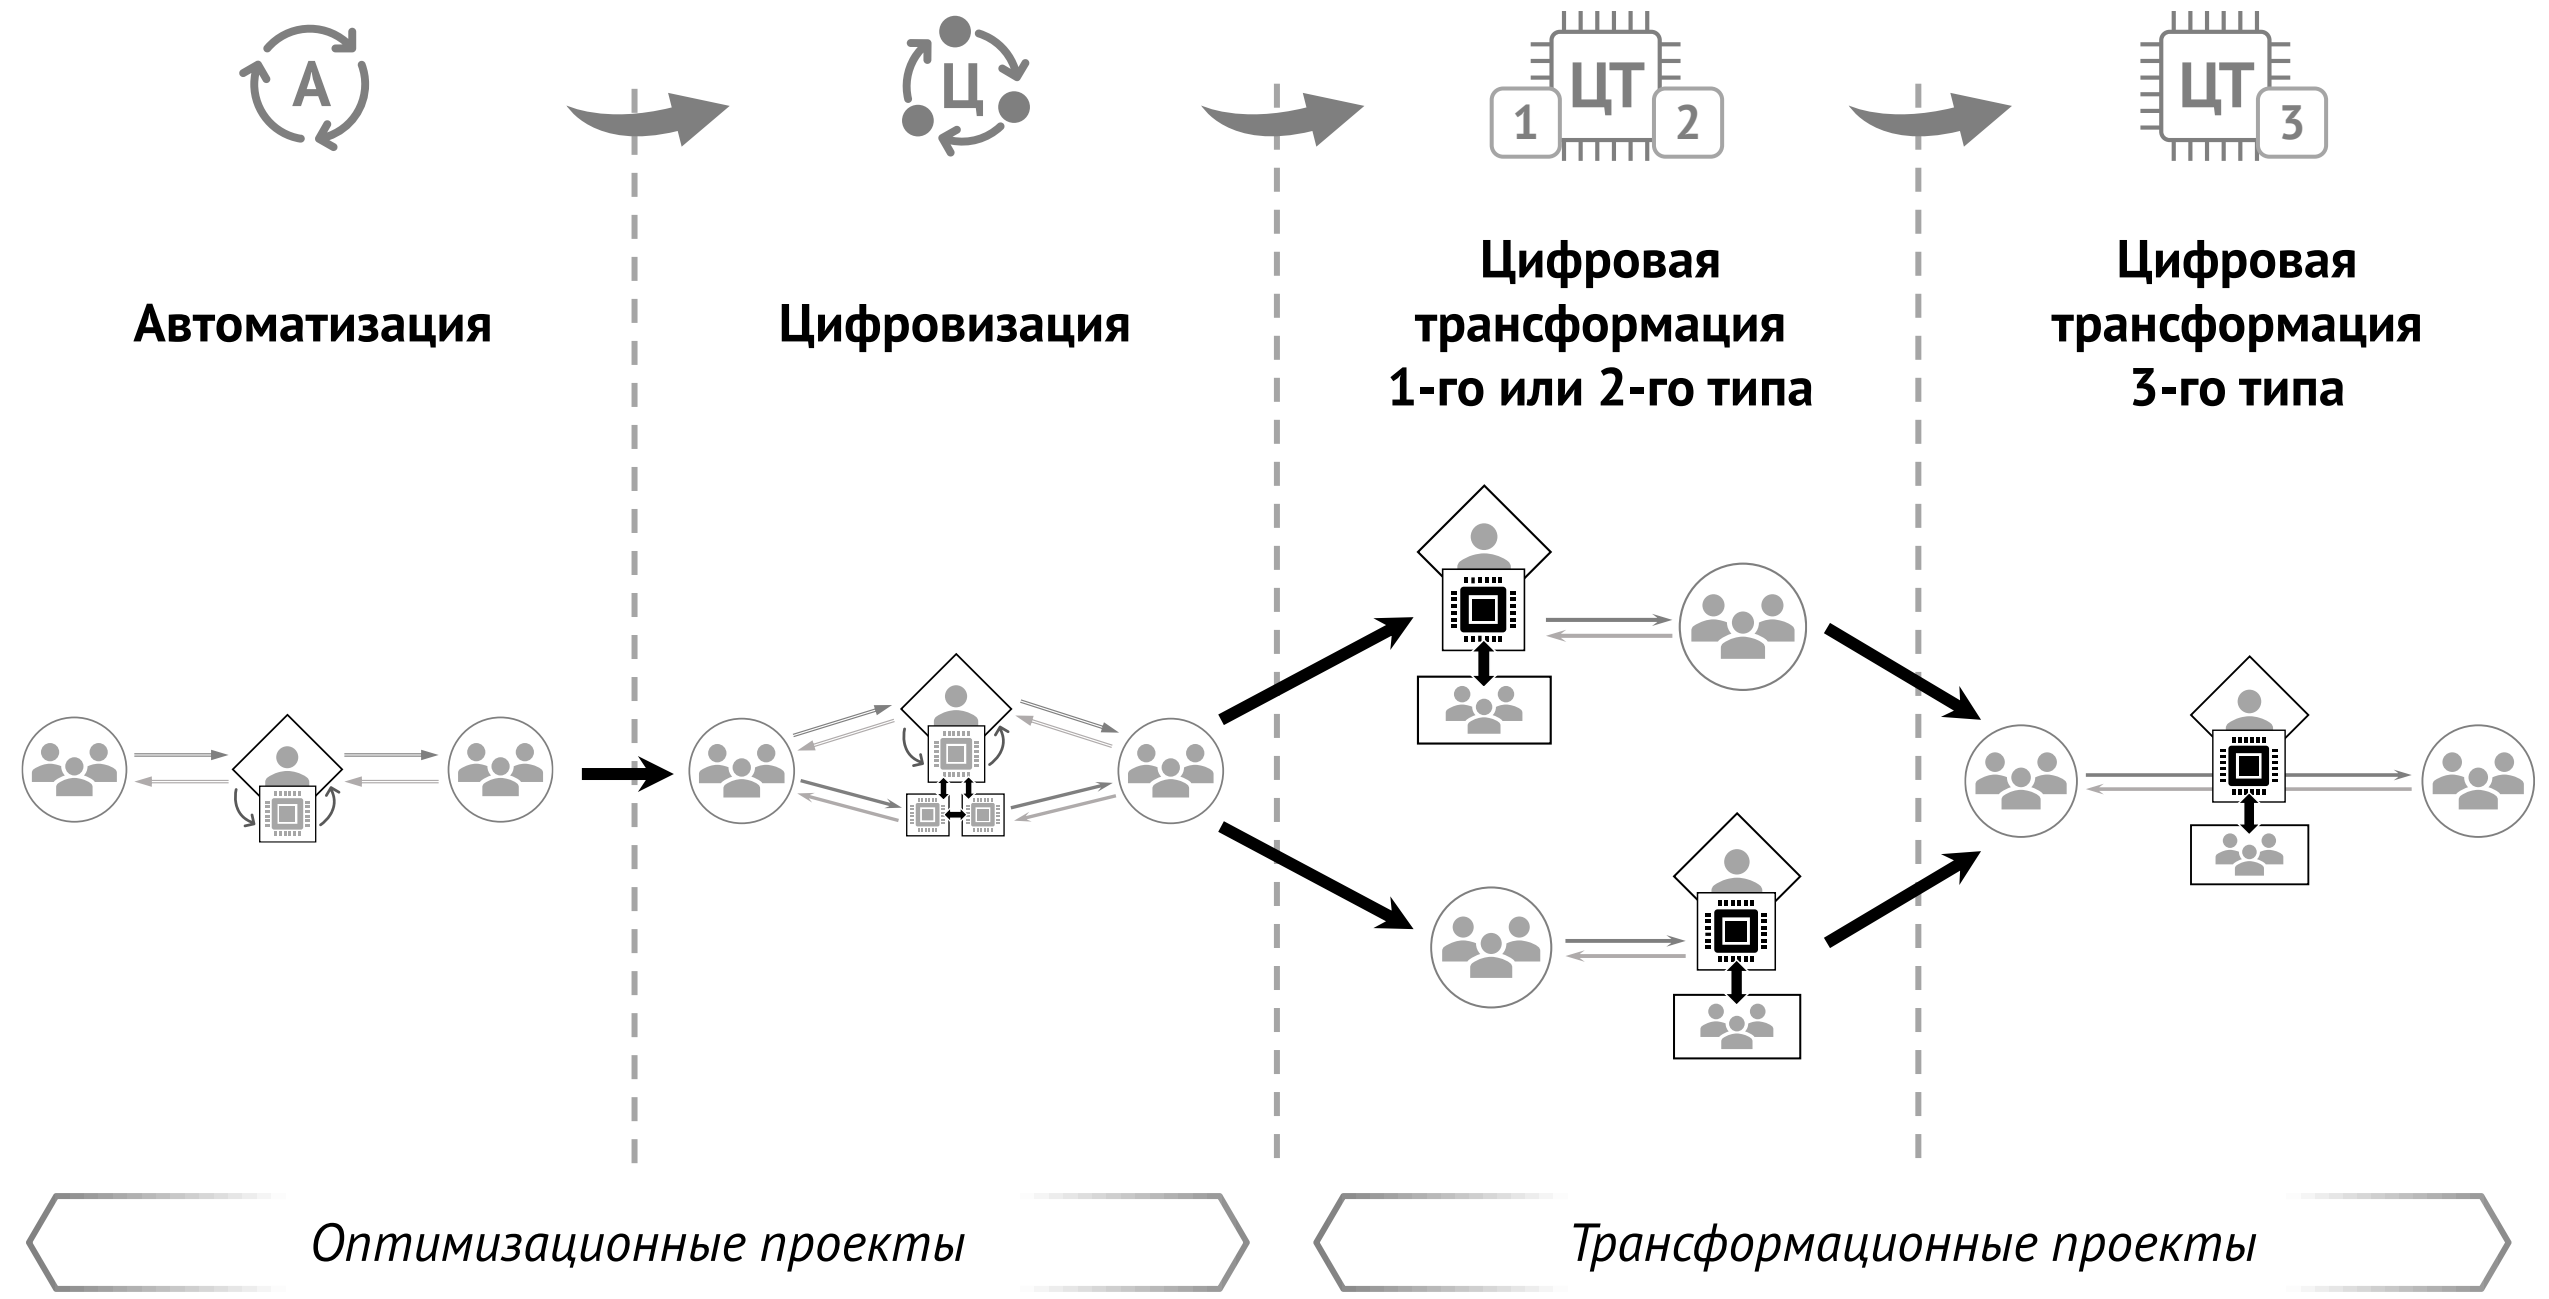 А
Ц
ЦТ
1
2
ЦТ
3
Автоматизация
Цифровизация
Цифровая
трансформация
1-го или 2-го типа
Цифровая
трансформация
3-го типа
Оптимизационные проекты
Трансформационные проекты